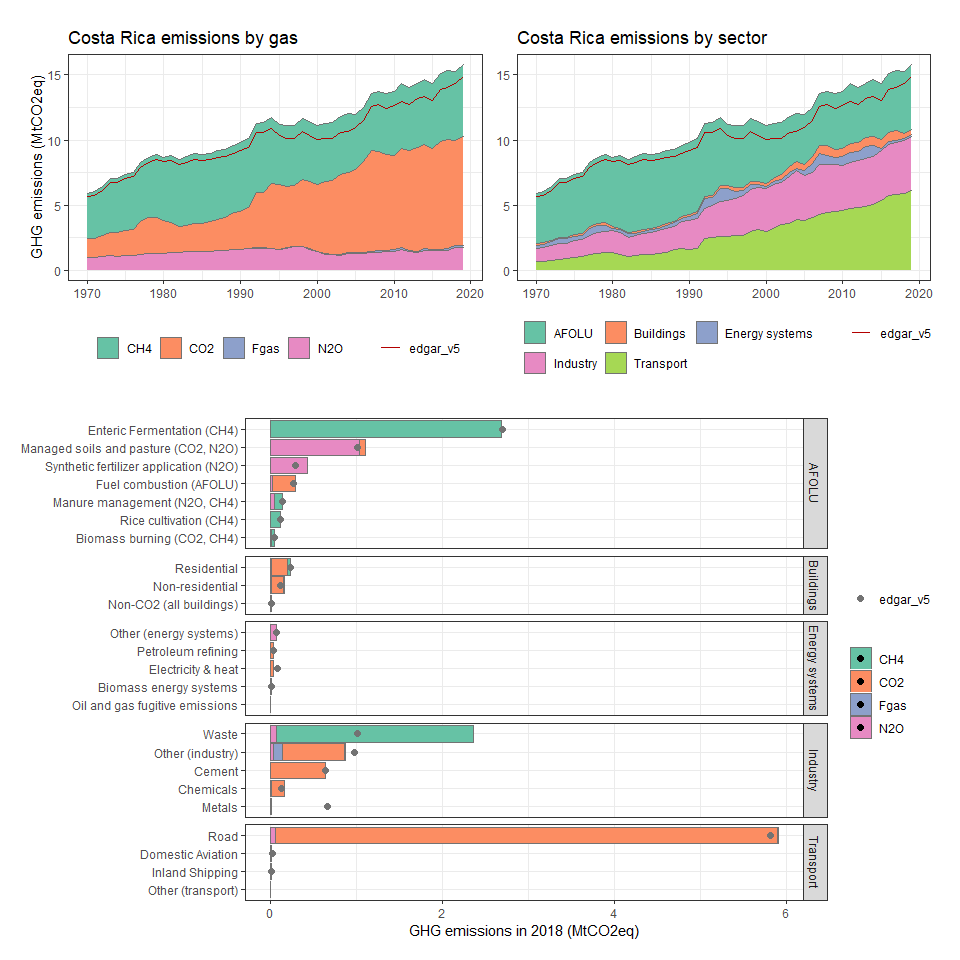 Costa Rica emissions by gas
GHG emissions (MtCO2eq)
15
10
5
0
1970 1980 1990 2000 2010 2020
CH4 CO2 Fgas N2O edgar_v5
Costa Rica emissions by sector
15
10
5
0
1970 1980 1990 2000 2010 2020
AFOLU Buildings Energy systems edgar_v5
Industry Transport
Enteric Fermentation (CH4)
Managed soils and pasture (CO2, N2O)
Synthetic fertilizer application (N2O)
Fuel combustion (AFOLU)
Manure management (N2O, CH4)
Rice cultivation (CH4)
Biomass burning (CO2, CH4)
AFOLU
Residential
Non-residential
Non-CO2 (all buildings)
Buildings
Other (energy systems)
Petroleum refining
Electricity & heat
Biomass energy systems
Oil and gas fugitive emissions
Energy systems
Waste
Other (industry)
Cement
Chemicals
Metals
Industry
Road
Domestic Aviation
Inland Shipping
Other (transport)
Transport
0 2 4 6
GHG emissions in 2018 (MtCO2eq)
edgar_v5
CH4
CO2
Fgas
N2O